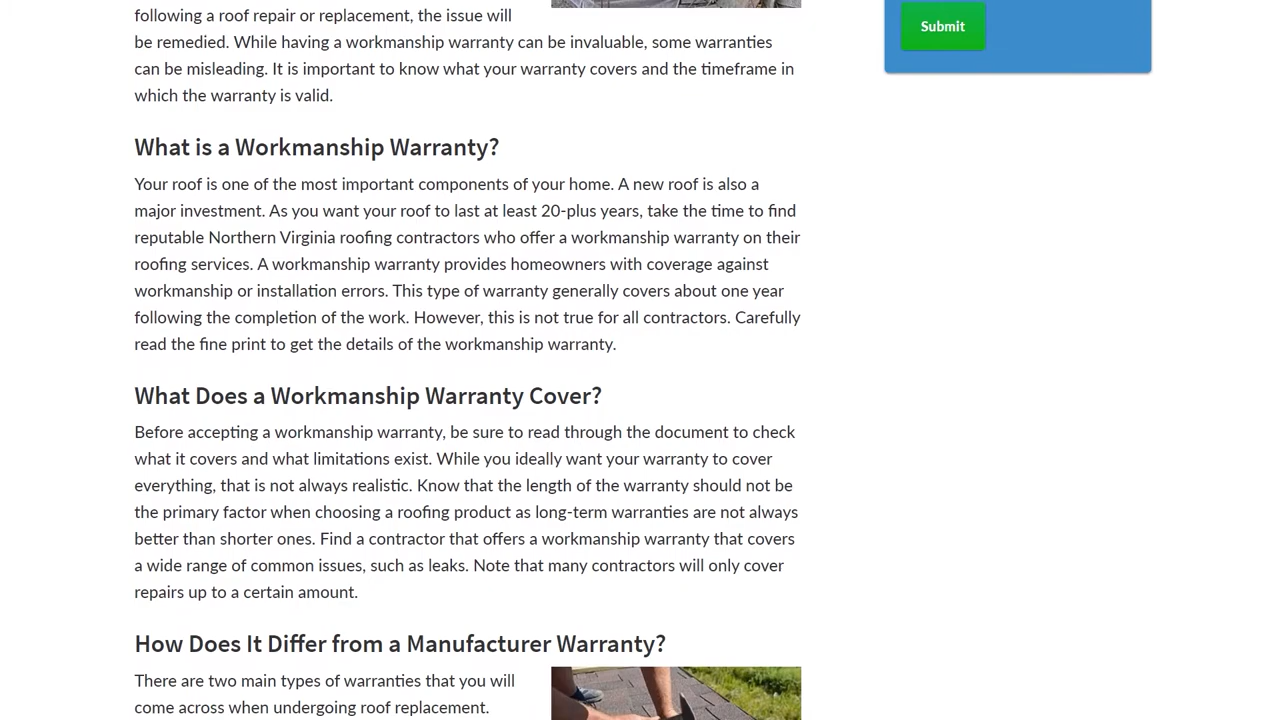 following a roof repair or replacement, the issue will
be remedied. While having a workmanship warranty can be invaluable, some warranties
can be misleading. It is important to know what your warranty covers and the timeframe in
which the warranty is valid.
Submit
What is a Workmanship Warranty?
Your roof is one of the most important components of your home. A new roof is also a
major investment. As you want your roof to last at least 20-plus years, take the time to find
reputable Northern Virginia roofing contractors who offer a workmanship warranty on their
roofing services. A workmanship warranty provides homeowners with coverage against
workmanship or installation errors. This type of warranty generally covers about one year
following the completion of the work. However, this is not true for all contractors. Carefully
read the fine print to get the details of the workmanship warranty.
What Does a Workmanship Warranty Cover?
Before accepting a workmanship warranty, be sure to read through the document to check
what it covers and what limitations exist. While you ideally want your warranty to cover
everything, that is not always realistic. Know that the length of the warranty should not be
the primary factor when choosing a roofing product as long-term warranties are not always
better than shorter ones. Find a contractor that offers a workmanship warranty that covers
a wide range of common issues, such as leaks. Note that many contractors will only cover
repairs up to a certain amount.
How Does It Differ from a Manufacturer Warranty?
There are two main types of warranties that you will
come across when undergoing roof replacement.